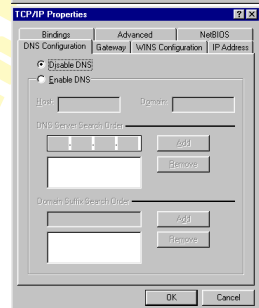 TCP/IP Properties
Bindings Advanced NetBIOS
DNS Configuration Gateway WINS Configuration IP Address
Disable DNS
Enable DNS
Host: Domain:
DNS Server Search Order
Add
Remove
Domain Suffix Search Order
Add
Remove
OK Cancel